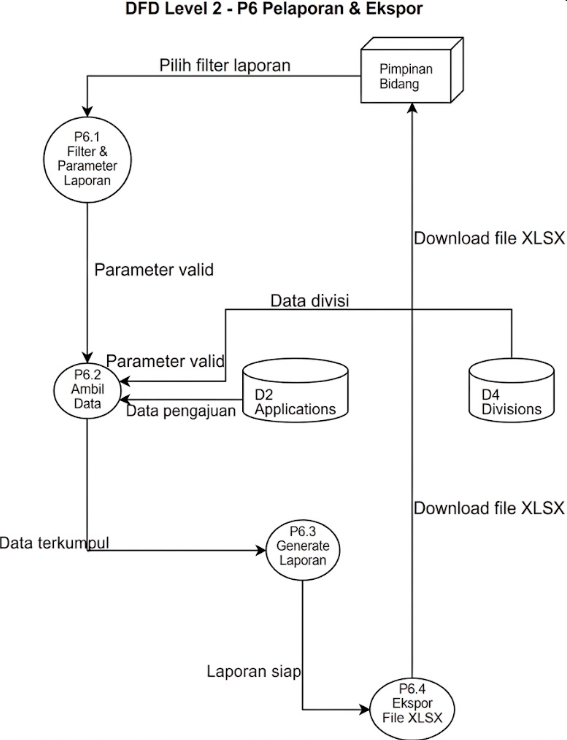 DFD Level 2 - P6 Pelaporan & Ekspor
Pilih filter laporan
Pimpinan
Bidang
P6.1
Filter &
Parameter
Laporan
Download file XLSX
Parameter valid
Data divisi
Parameter valid
P6.2
Ambil
Data
Data pengajuan
D2
Applications
D4
Divisions
Download file XLSX
Data terkumpul
P6.3
Generate
Laporan
Laporan siap
P6.4
Ekspor
File XLSX